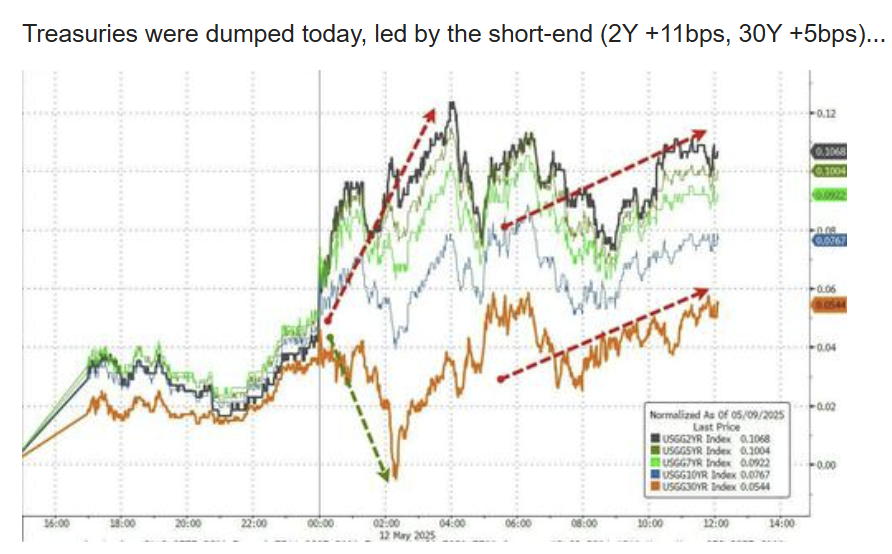 Treasuries were dumped today, led by the short-end (2Y +11bps, 30Y +5bps)...
0.12
0.1068
0.1004
0.0922
0.08
0.0767
0.06
0.0544
0.04
0.02
0.00
Normalized As Of 05/09/2025
Last Price
USGG2YR Index 0.1068
USGG5YR Index 0.1004
USGG7YR Index 0.0922
USGG10YR Index 0.0767
USGG30YR Index 0.0544
16:00 18:00 20:00 22:00 00:00 02:00 04:00 06:00 08:00 10:00 12:00 14:00
12 May 2025